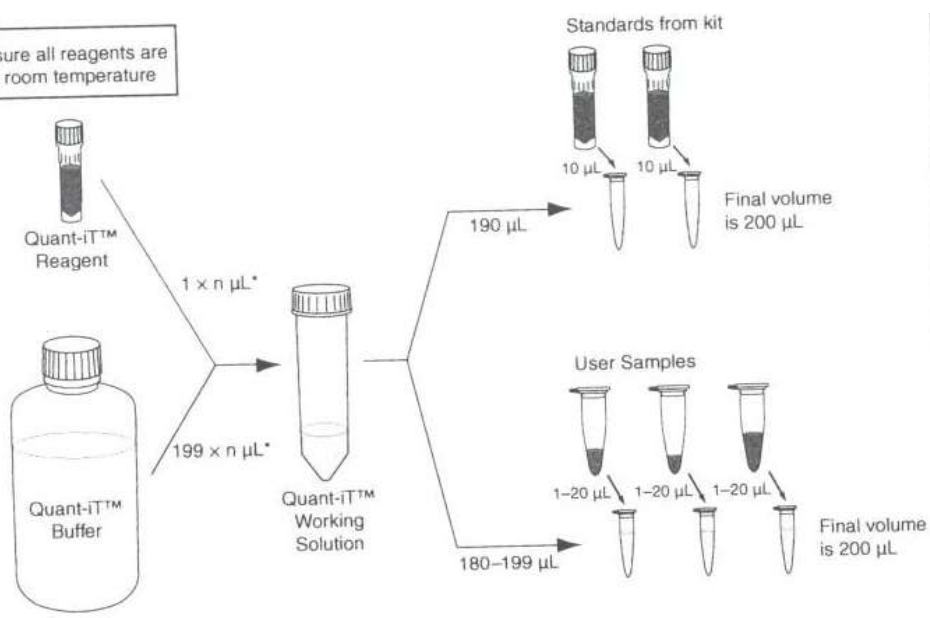 sure all reagents are
room temperature
Quant-iT™
Reagent
1 × n µL*
199 × n µL*
Quant-iT™
Buffer
Quant-iT™
Working
Solution
Standards from kit
10 µL
10 µL
190 µL
Final volume
is 200 µL
User Samples
1–20 µL
1–20 µL
1–20 µL
180–199 µL
Final volume
is 200 µL